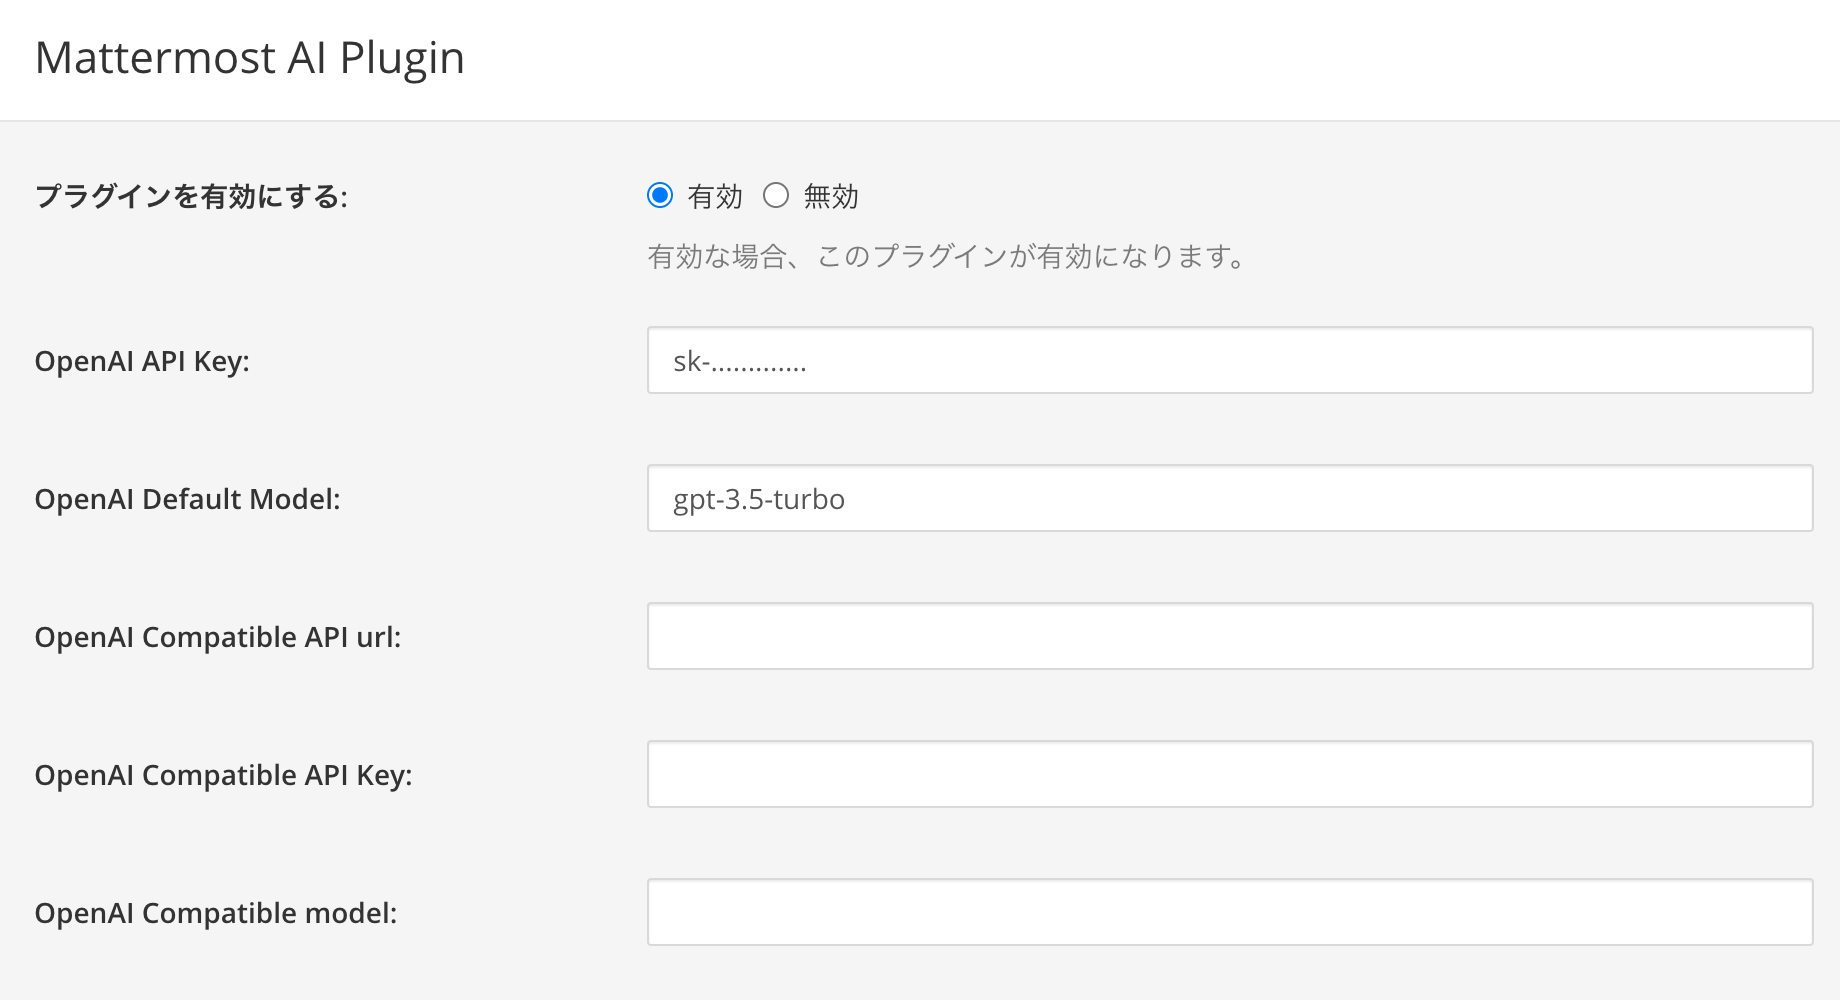 Mattermost AI Plugin
プラグインを有効にする: 有効 無効
有効な場合、このプラグインが有効になります。
OpenAI API Key: sk-.............
OpenAI Default Model: gpt-3.5-turbo
OpenAI Compatible API url:
OpenAI Compatible API Key:
OpenAI Compatible model: